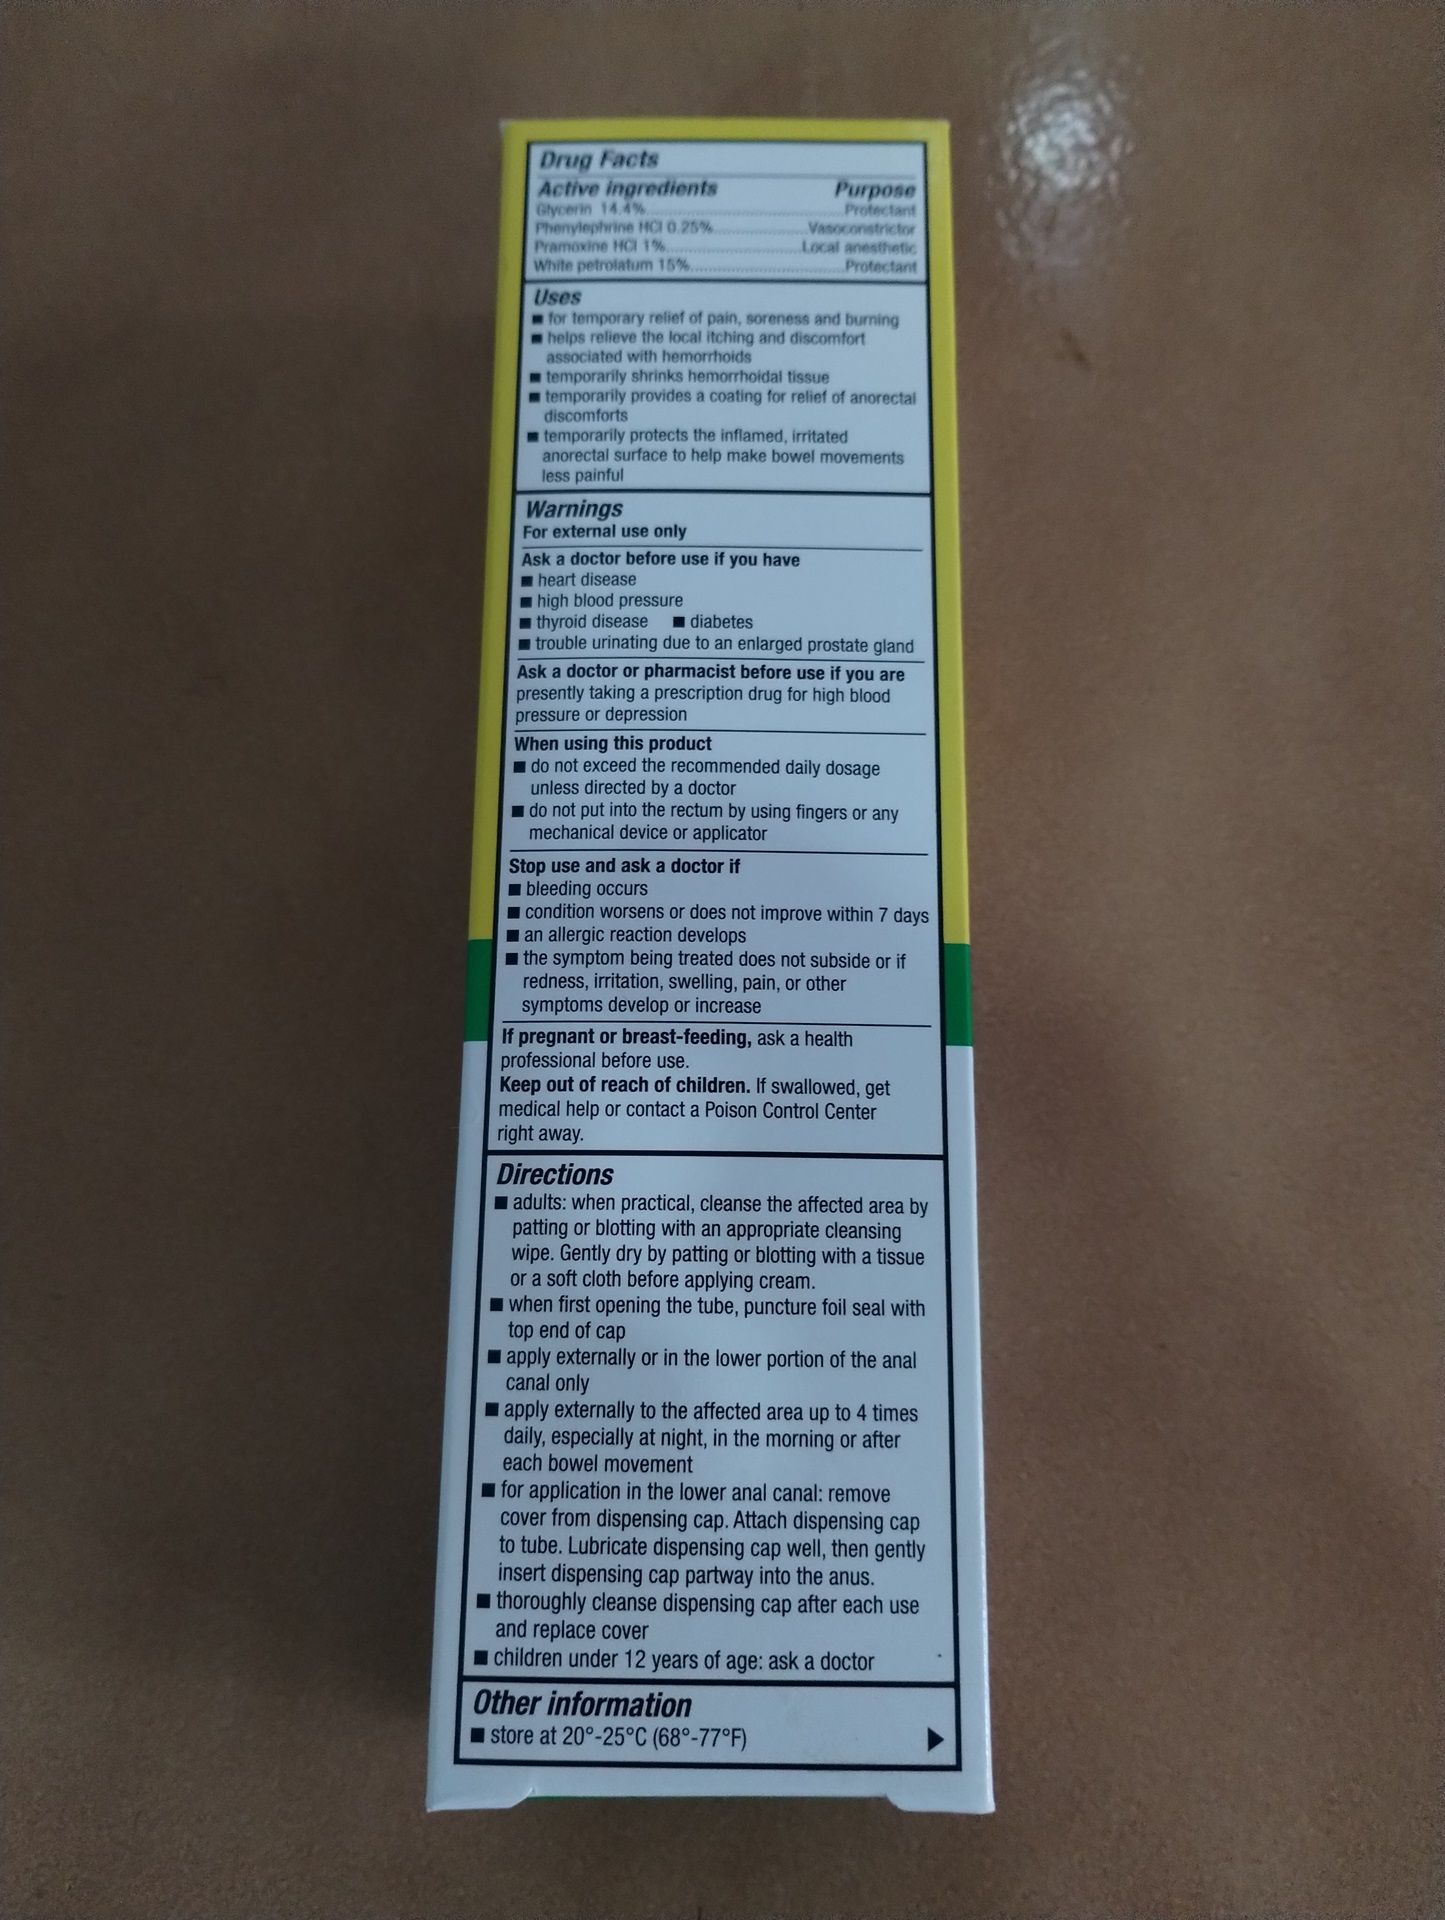 Drug Facts
Active ingredients Purpose
Glycerin 14.4%..............................Protectant
Phenylephrine HCl 0.25%..............Vasoconstrictor
Pramoxine HCl 1%....................Local anesthetic
White petrolatum 15%.......................Protectant
Uses
■ for temporary relief of pain, soreness and burning
■ helps relieve the local itching and discomfort
associated with hemorrhoids
■ temporarily shrinks hemorrhoidal tissue
■ temporarily provides a coating for relief of anorectal
discomforts
■ temporarily protects the inflamed, irritated
anorectal surface to help make bowel movements
less painful
Warnings
For external use only
Ask a doctor before use if you have
■ heart disease
■ high blood pressure
■ thyroid disease ■ diabetes
■ trouble urinating due to an enlarged prostate gland
Ask a doctor or pharmacist before use if you are
presently taking a prescription drug for high blood
pressure or depression
When using this product
■ do not exceed the recommended daily dosage
unless directed by a doctor
■ do not put into the rectum by using fingers or any
mechanical device or applicator
Stop use and ask a doctor if
■ bleeding occurs
■ condition worsens or does not improve within 7 days
■ an allergic reaction develops
■ the symptom being treated does not subside or if
redness, irritation, swelling, pain, or other
symptoms develop or increase
If pregnant or breast-feeding, ask a health
professional before use.
Keep out of reach of children. If swallowed, get
medical help or contact a Poison Control Center
right away.
Directions
■ adults: when practical, cleanse the affected area by
patting or blotting with an appropriate cleansing
wipe. Gently dry by patting or blotting with a tissue
or a soft cloth before applying cream.
■ when first opening the tube, puncture foil seal with
top end of cap
■ apply externally or in the lower portion of the anal
canal only
■ apply externally to the affected area up to 4 times
daily, especially at night, in the morning or after
each bowel movement
■ for application in the lower anal canal: remove
cover from dispensing cap. Attach dispensing cap
to tube. Lubricate dispensing cap well, then gently
insert dispensing cap partway into the anus.
■ thoroughly cleanse dispensing cap after each use
and replace cover
■ children under 12 years of age: ask a doctor
Other information
■ store at 20°-25°C (68°-77°F)